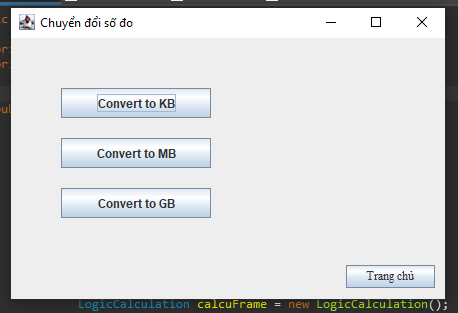 Chuyển đổi số đo
Convert to KB
Convert to MB
Convert to GB
Trang chủ
LogicCalculation calcuFrame = new LogicCalculation();